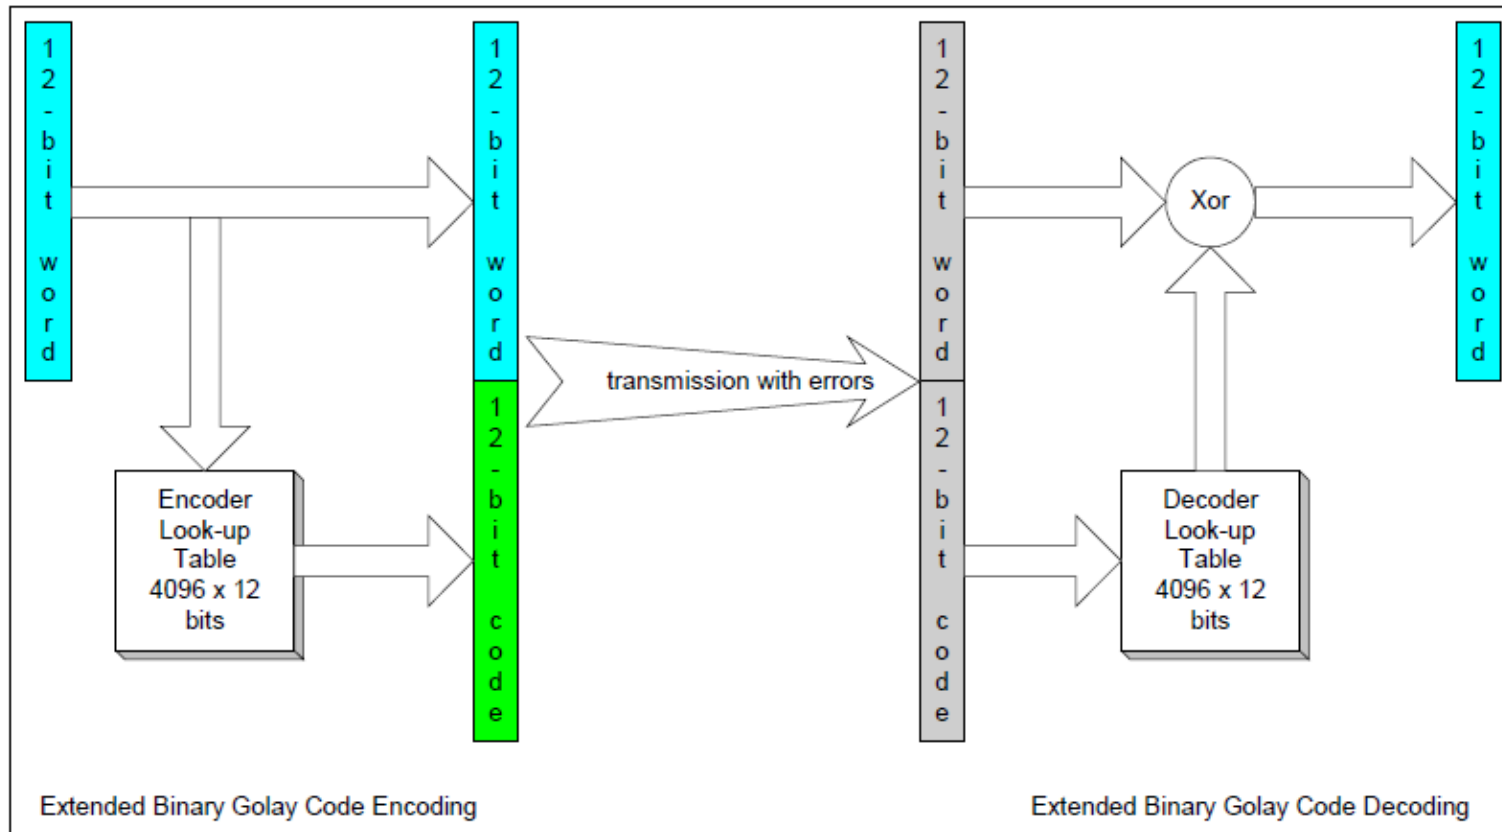 12-bit word
12-bit word
12-bit code
Encoder
Look-up
Table
4096 x 12
bits
transmission with errors
12-bit word
12-bit code
Xor
Decoder
Look-up
Table
4096 x 12
bits
12-bit word
Extended Binary Golay Code Encoding
Extended Binary Golay Code Decoding